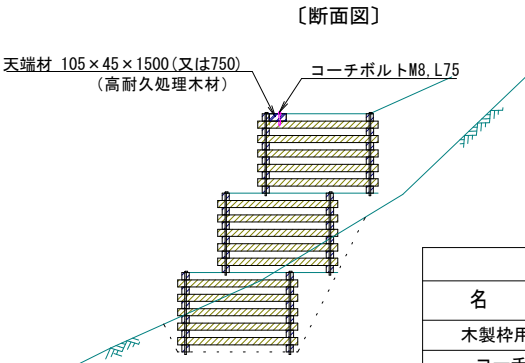 〔断面図〕
天端材 105×45×1500(又は750)
(高耐久処理木材)
コーチボルトM8,L75
名
木製枠用
コーチ